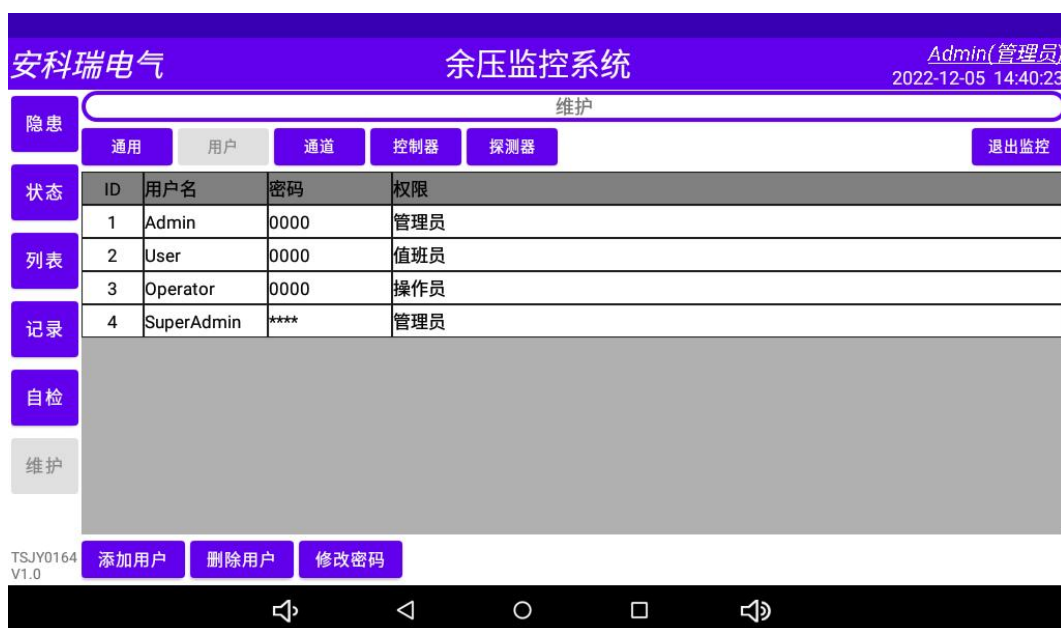 安科瑞电气 余压监控系统 Admin(管理员)
2022-12-05 14:40:23
隐患
维护
通用 用户 通道 控制器 探测器 退出监控
状态
列表
记录
自检
维护
ID 用户名 密码 权限
1 Admin 0000 管理员
2 User 0000 值班员
3 Operator 0000 操作员
4 SuperAdmin **** 管理员
TSJY0164
V1.0
添加用户 删除用户 修改密码